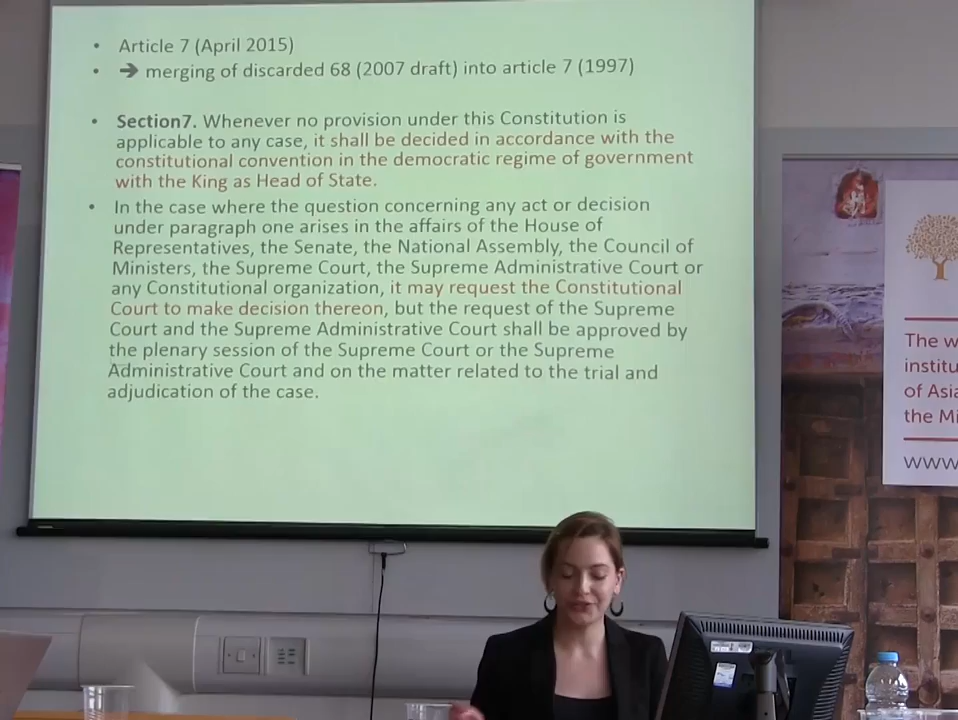 • Article 7 (April 2015)
• ➔ merging of discarded 68 (2007 draft) into article 7 (1997)
• Section7. Whenever no provision under this Constitution is
applicable to any case, it shall be decided in accordance with the
constitutional convention in the democratic regime of government
with the King as Head of State.
• In the case where the question concerning any act or decision
under paragraph one arises in the affairs of the House of
Representatives, the Senate, the National Assembly, the Council of
Ministers, the Supreme Court, the Supreme Administrative Court or
any Constitutional organization, it may request the Constitutional
Court to make decision thereon, but the request of the Supreme
Court and the Supreme Administrative Court shall be approved by
the plenary session of the Supreme Court or the Supreme
Administrative Court and on the matter related to the trial and
adjudication of the case.
The w
institu
of Asia
the Mi
www